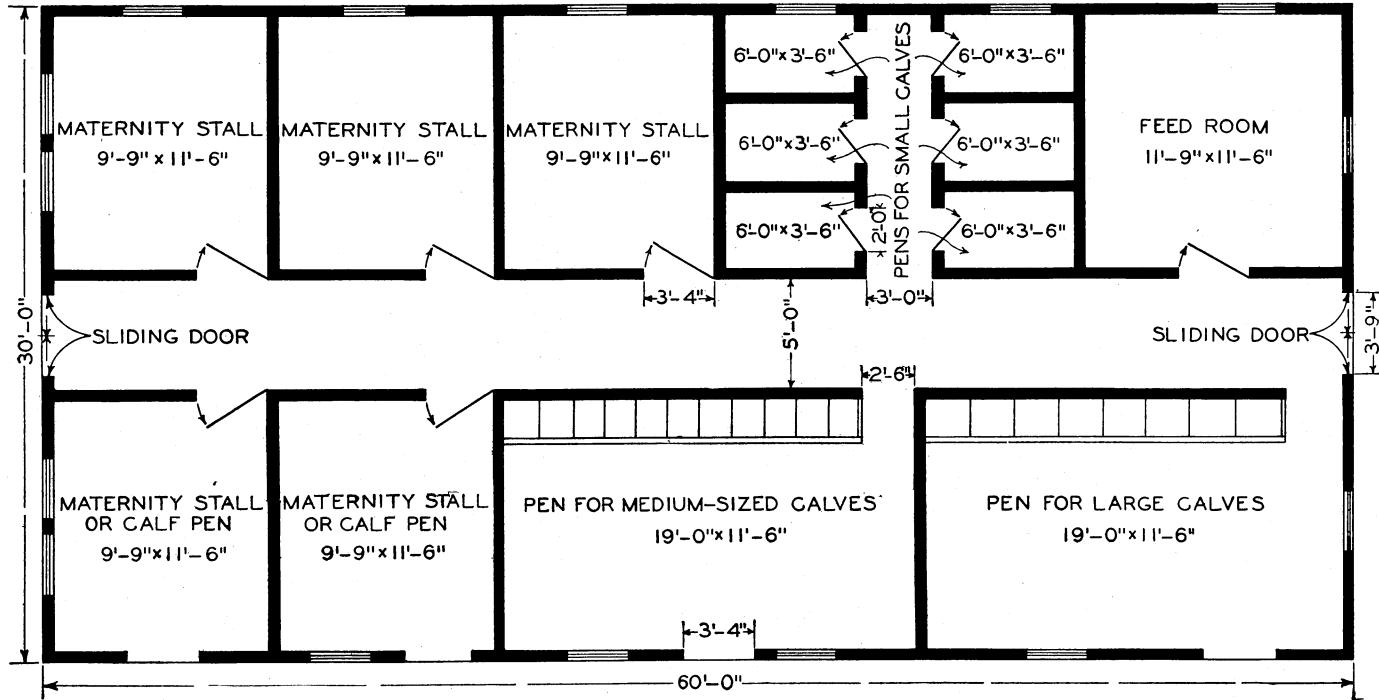 6'-0"×3'-6"
6'-0"×3'-6"
MATERNITY STALL
9'-9" × 11'-6"
MATERNITY STALL
9'-9"×11'-6"
MATERNITY STALL
9'-9"×11'-6"
6'-0"×3'-6"
PENS FOR SMALL CALVES
6'-0"×3'-6"
FEED ROOM
11'-9"×11'-6"
6'-0"×3'-6"
2'-0"
6'-0"×3'-6"
3'-4"
3'-0"
30'-0"
SLIDING DOOR
5'-0"
SLIDING DOOR
3'-9"
2'-6"
MATERNITY STALL
OR CALF PEN
9'-9"×11'-6"
MATERNITY STALL
OR CALF PEN
9'-9"×11'-6"
PEN FOR MEDIUM-SIZED CALVES
19'-0"×11'-6"
PEN FOR LARGE CALVES
19'-0"×11'-6"
3'-4"
60'-0"